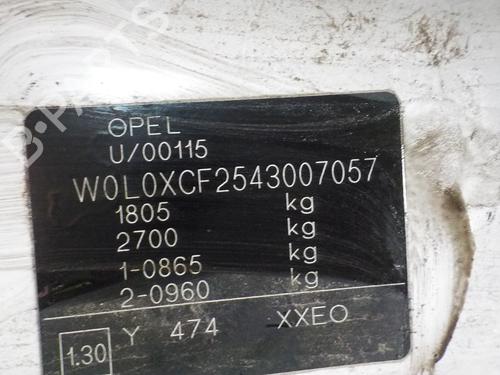 B-PARTS
OPEL
U/00115
W0L0XCF2543007057
1805 kg
2700 kg
1-0865 kg
2-0960 kg
1.30 Y 474 XXEO